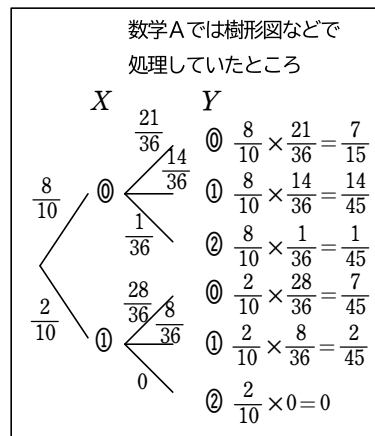 数学Aでは樹形図などで
処理していたところ
X Y
8/10 ⓪ 21/36 ⓪ 8/10 × 21/36 = 7/15
14/36 ① 8/10 × 14/36 = 14/45
1/36 ② 8/10 × 1/36 = 1/45
2/10 ① 28/36 ⓪ 2/10 × 28/36 = 7/45
8/36 ① 2/10 × 8/36 = 2/45
0 ② 2/10 × 0 = 0